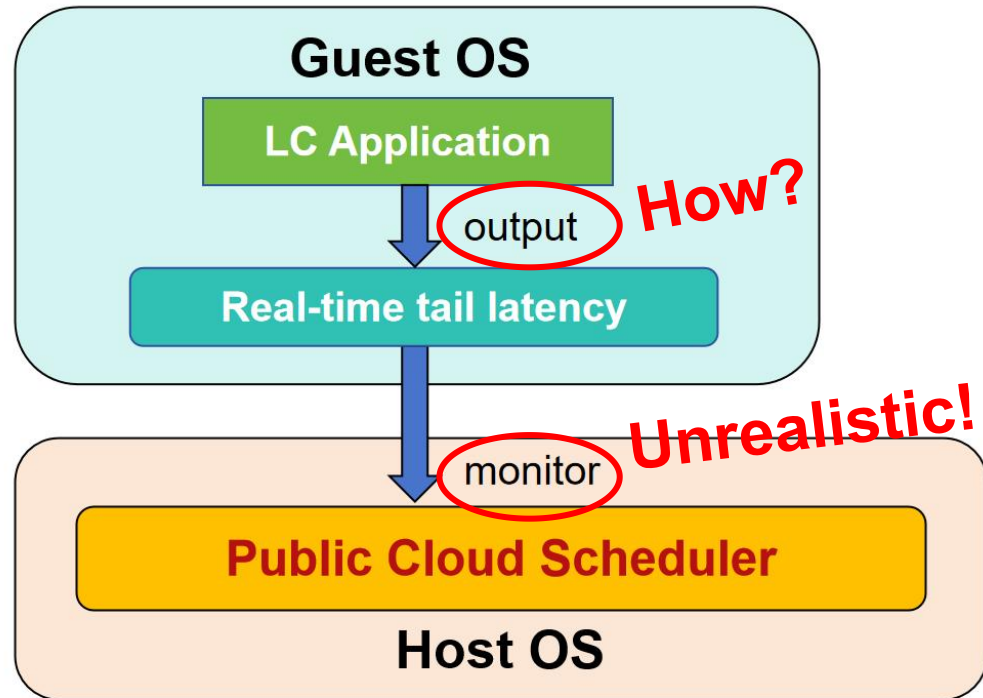 Guest OS
LC Application
output
How?
Real-time tail latency
monitor
Unrealistic!
Public Cloud Scheduler
Host OS